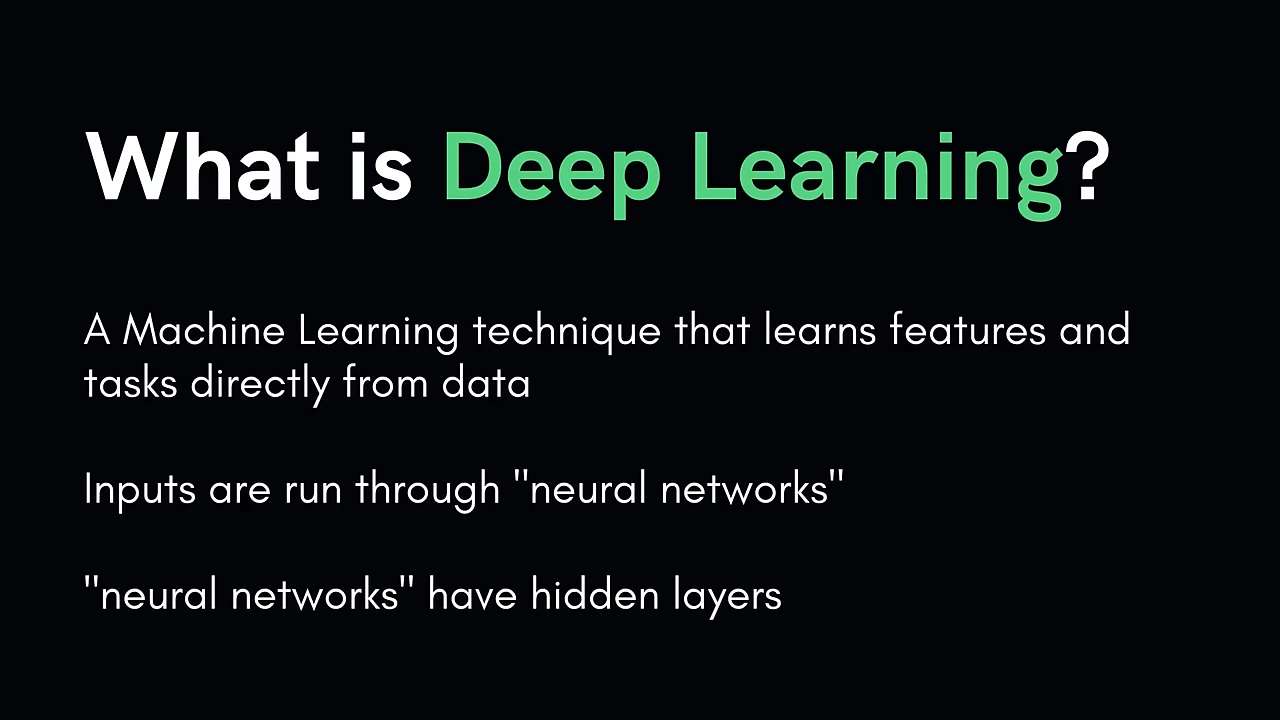 What is Deep Learning?
A Machine Learning technique that learns features and
tasks directly from data
Inputs are run through "neural networks"
"neural networks" have hidden layers